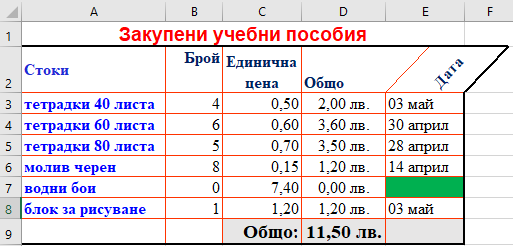 A B C D E F
1 Закупени учебни пособия
2 Стоки Брой Единична цена Общо Дата
3 тетрадки 40 листа 4 0,50 2,00 лв. 03 май
4 тетрадки 60 листа 6 0,60 3,60 лв. 30 април
5 тетрадки 80 листа 5 0,70 3,50 лв. 28 април
6 молив черен 8 0,15 1,20 лв. 14 април
7 водни бои 0 7,40 0,00 лв.
8 блок за рисуване 1 1,20 1,20 лв. 03 май
9 Общо: 11,50 лв.